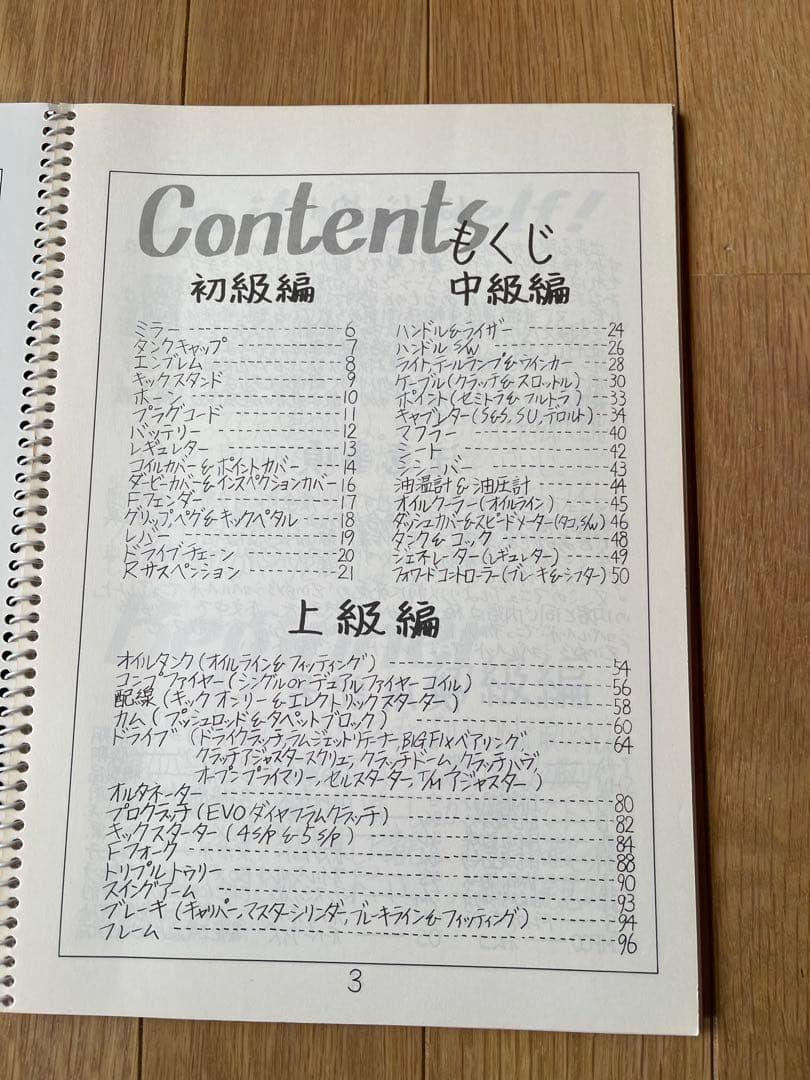 Contents
もくじ
初級編
ミラー 6
タンクキャップ 7
エンブレム 8
キックスタンド 9
ホーン 10
プラグコード 11
バッテリー 12
レギュレター 13
コイルカバー&ポイントカバー 14
ダービーカバー&インスペクションカバー 16
Fフェンダー 17
グリップ,ペグ&キックペダル 18
レバー 19
ドライブチェーン 20
Rサスペンション 21
中級編
ハンドル&ライザー 24
ハンドルS/W 26
ライト,テールランプ&ウインカー 28
ケーブル(クラッチ&スロットル) 30
ポイント(セミトラ&フルトラ) 33
キャブレター(S&S,SU,デロルト) 34
マフラー 40
シート 42
シシーバー 43
油温計&油圧計 44
オイルクーラー(オイルライン) 45
ダッシュカバー&スピードメーター(タコ,S/W) 46
タンク&コック 48
ジェネレーター(レギュレター) 49
フォワードコントローラー(ブレーキ&シフター) 50
上級編
オイルタンク(オイルライン&フィッティング) 54
コンプファイヤー(シングルorデュアルファイヤーコイル) 56
配線(キックオンリー&エレクトリックスターター) 58
カム(プッシュロッド&タペットブロック) 60
ドライブ(ドライクラッチ,ラムジェットリテーナー,BIG FIXベアリング, 64
クラッチアジャスタースクリュー,クラッチドーム,クラッチハヴ,
オープンプライマリー,セルスターター,T/Mアジャスター)
オルタネーター 80
プロクラッチ(EVOダイヤフラムクラッチ) 82
キックスターター(4S/P&5S/P) 84
Fフォーク 88
トリプルトゥリー 90
スイングアーム 93
ブレーキ(キャリパー,マスターシリンダー,ブレーキライン&フィッティング) 94
フレーム 96
3